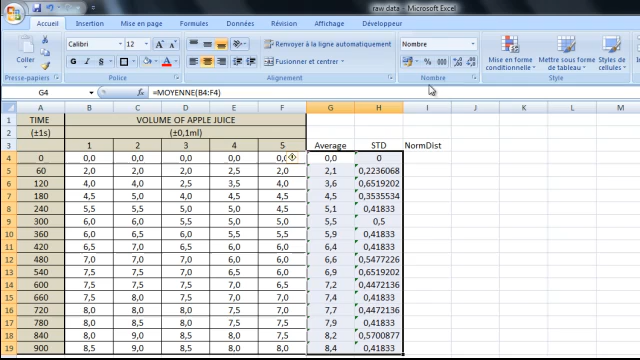 raw data - Microsoft Excel
Accueil Insertion Mise en page Formules Données Révision Affichage Développeur
Calibri 12 Renvoyer à la ligne automatiquement Nombre
Coller G S Fusionner et centrer % 000 Mise en forme conditionnelle Mettre sous forme de tableau Styles de cellules
Presse-papiers Police Alignement Nombre Style
G4 =MOYENNE(B4:F4)
A B C D E F G H I J K L M
1 TIME VOLUME OF APPLE JUICE
2 (±1s) (±0,1ml)
3 1 2 3 4 5 Average STD NormDist
4 0 0,0 0,0 0,0 0,0 0,0 0,0 0
5 60 2,0 2,0 2,0 2,5 2,0 2,1 0,2236068
6 120 4,0 4,0 2,5 3,5 4,0 3,6 0,6519202
7 180 4,5 5,0 4,0 4,5 4,5 4,5 0,3535534
8 240 5,5 5,5 5,0 4,5 5,0 5,1 0,41833
9 300 6,0 6,0 5,5 5,0 5,0 5,5 0,5
10 360 6,0 6,5 6,0 5,5 5,5 5,9 0,41833
11 420 6,5 7,0 6,5 6,0 6,0 6,4 0,41833
12 480 7,0 7,0 7,0 6,0 6,0 6,6 0,5477226
13 540 7,5 7,5 7,0 6,5 6,0 6,9 0,6519202
14 600 7,5 7,5 7,5 7,0 6,5 7,2 0,4472136
15 660 7,5 8,0 7,5 7,0 7,0 7,4 0,41833
16 720 8,0 8,0 8,0 7,5 7,0 7,7 0,4472136
17 780 8,0 8,5 8,0 7,5 7,5 7,9 0,41833
18 840 8,0 9,0 8,5 8,0 7,5 8,2 0,5700877
19 900 8,5 9,0 8,5 8,0 8,0 8,4 0,41833